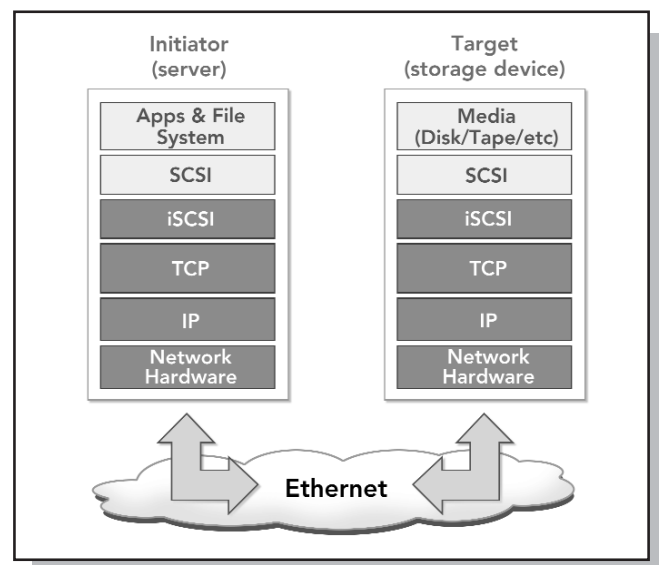 Initiator
(server)
Apps & File
System
SCSI
iSCSI
TCP
IP
Network
Hardware
Target
(storage device)
Media
(Disk/Tape/etc)
SCSI
iSCSI
TCP
IP
Network
Hardware
Ethernet